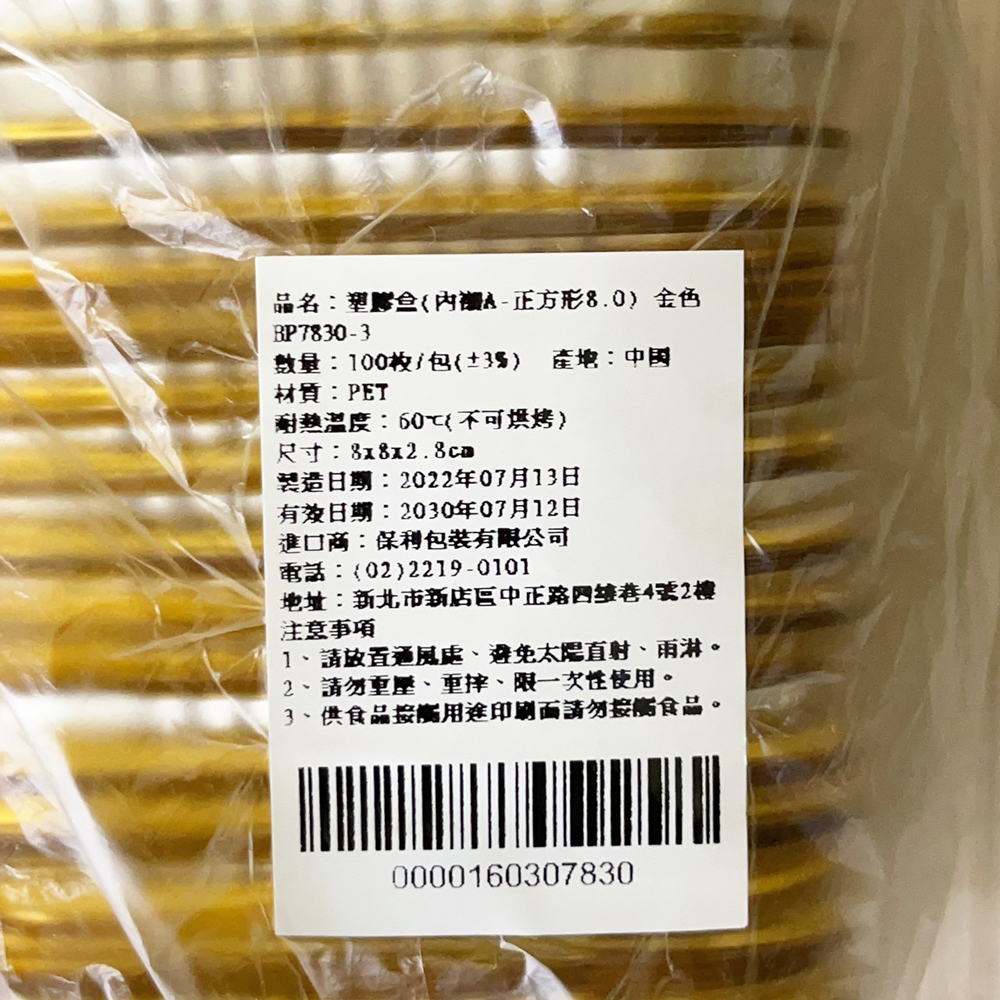 品名：塑膠盒(內襯A-正方形8.0) 金色
BP7830-3
數量：100枚/包(±3%) 產地：中國
材質：PET
耐熱溫度：60℃(不可烘烤)
尺寸：8x8x2.8cm
製造日期：2022年07月13日
有效日期：2030年07月12日
進口商：保利包裝有限公司
電話：(02)2219-0101
地址：新北市新店區中正路四維巷4號2樓
注意事項
1、請放置通風處、避免太陽直射、雨淋。
2、請勿重壓、重摔、限一次性使用。
3、供食品接觸用途印刷面請勿接觸食品。
0000160307830